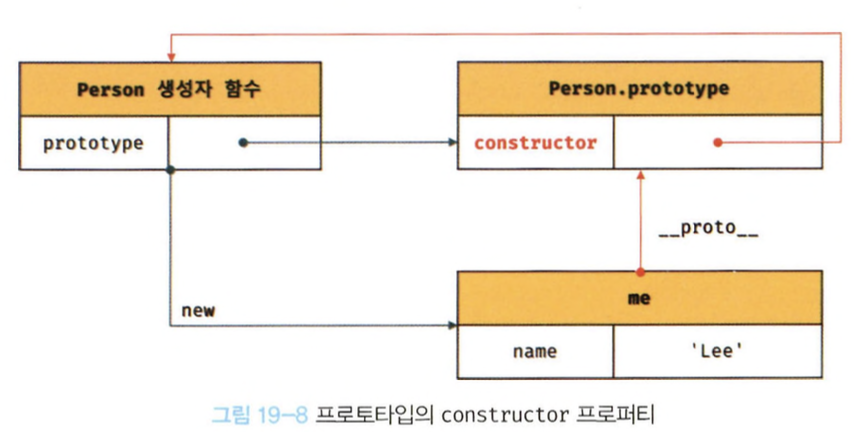 Person 생성자 함수
prototype
Person.prototype
constructor
__proto__
new
me
name
'Lee'
그림 19-8 프로토타입의 constructor 프로퍼티